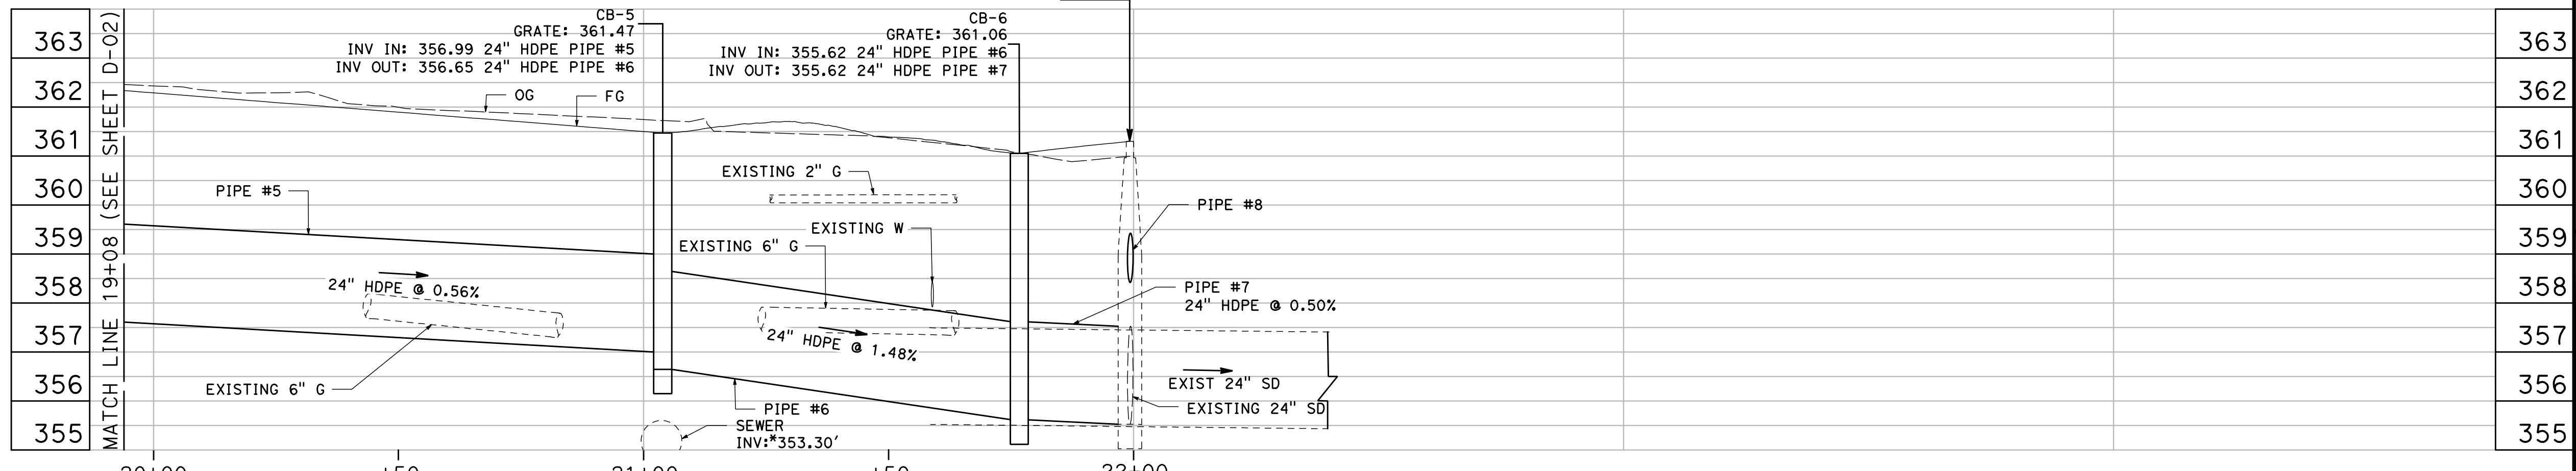 363
362
361
360
359
358
357
356
355
MATCH LINE 19+08 (SEE SHEET D-02)
CB-5
GRATE: 361.47
INV IN: 356.99 24" HDPE PIPE #5
INV OUT: 356.65 24" HDPE PIPE #6
CB-6
GRATE: 361.06
INV IN: 355.62 24" HDPE PIPE #6
INV OUT: 355.62 24" HDPE PIPE #7
OG
FG
PIPE #5
EXISTING 2" G
EXISTING W
EXISTING 6" G
PIPE #8
24" HDPE @ 0.56%
PIPE #7
24" HDPE @ 0.50%
24" HDPE @ 1.48%
EXISTING 6" G
PIPE #6
SEWER
INV:*353.30'
EXIST 24" SD
EXISTING 24" SD
363
362
361
360
359
358
357
356
355
20+00
+50
21+00
+50
22+00